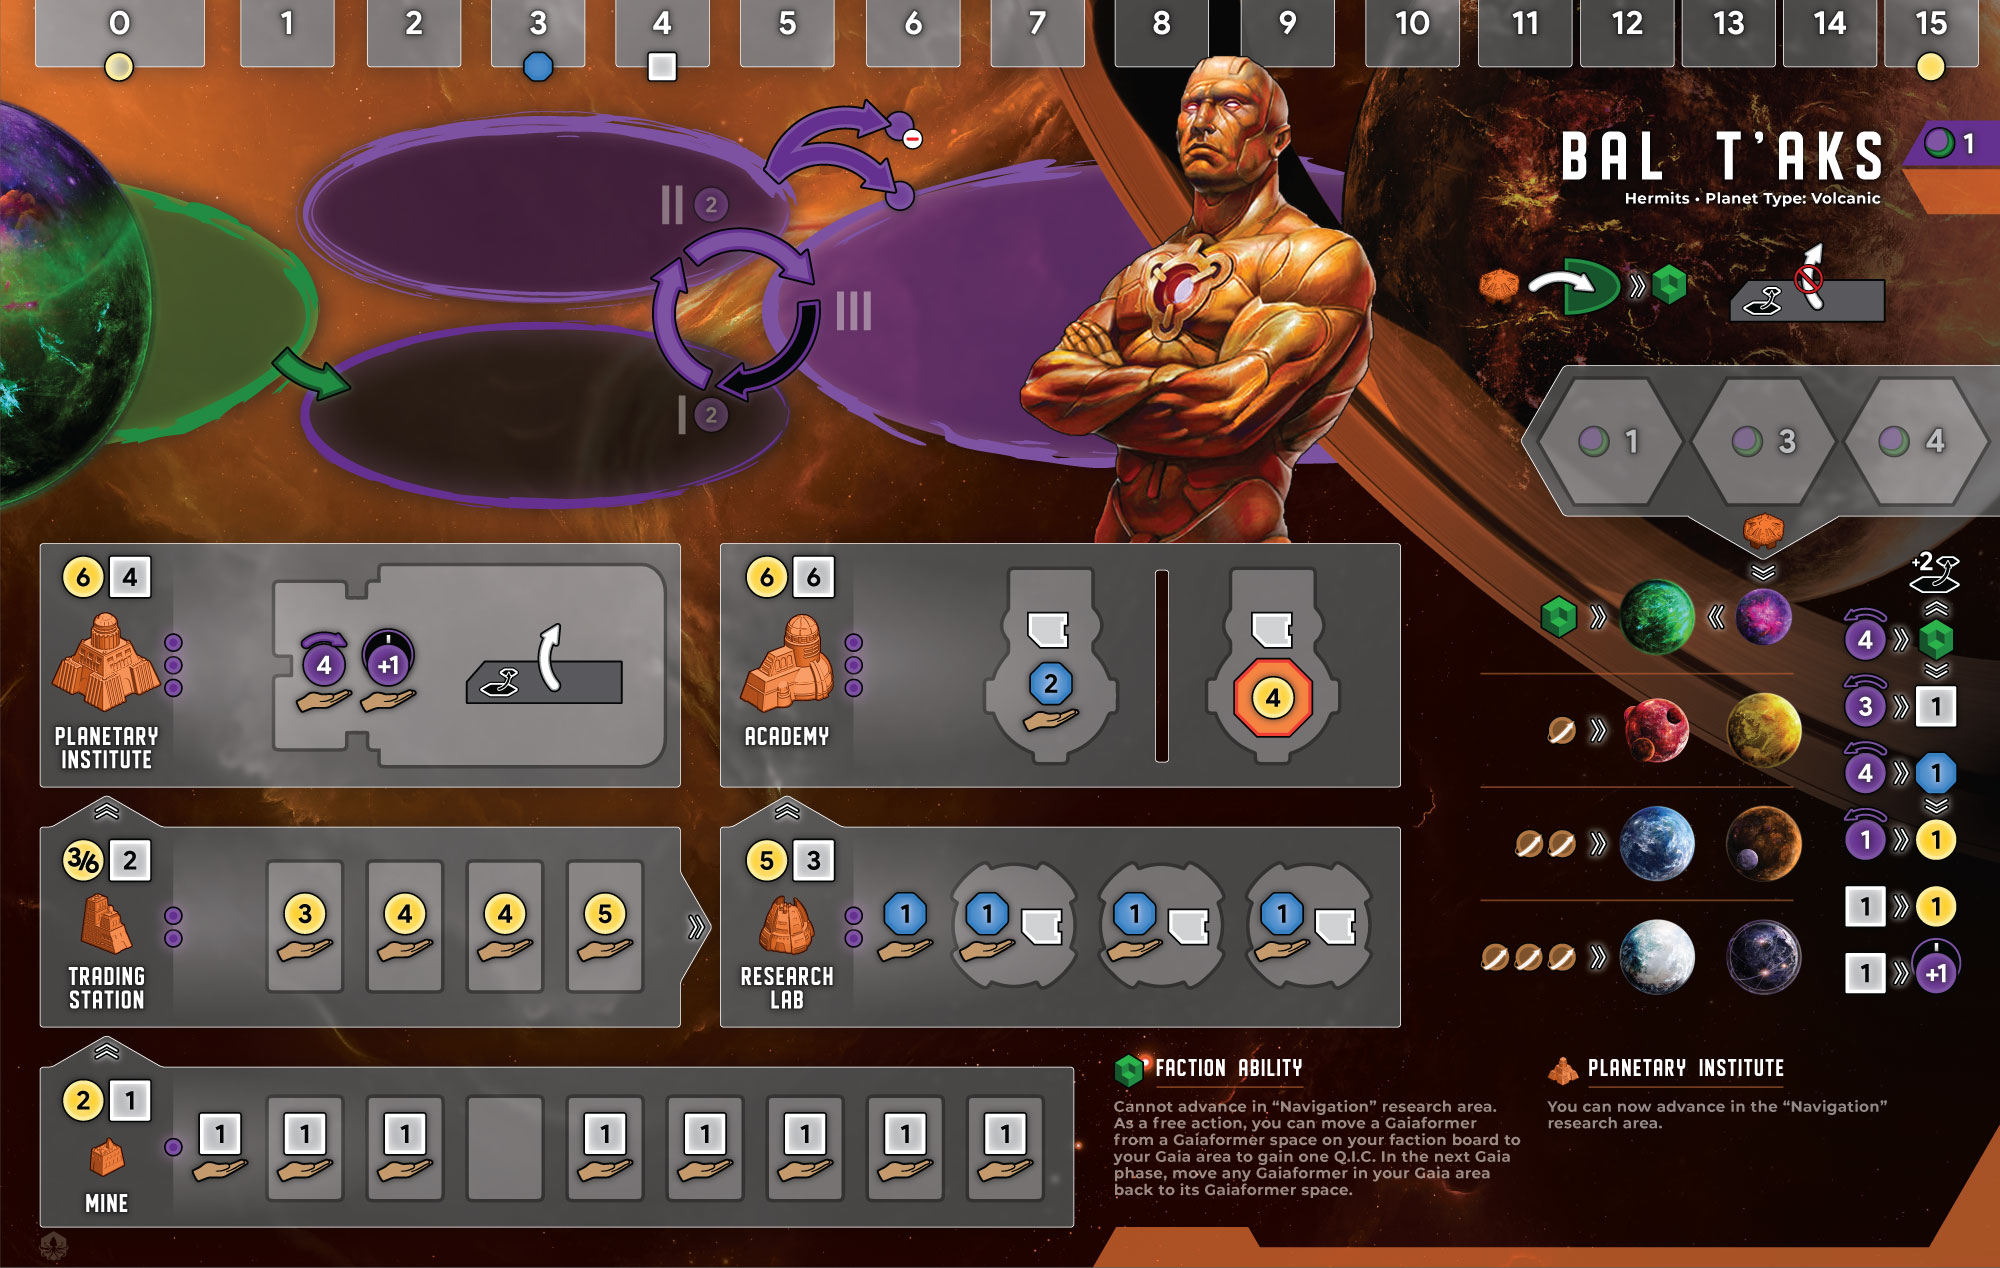 0 1 2 3 4 5 6 7 8 9 10 11 12 13 14 15
BAL T'AKS
1
Hermits • Planet Type: Volcanic
II 2
III
I 2
1 3 4
6 4
4 +1
PLANETARY
INSTITUTE
6 6
2 4
ACADEMY
+2
4
3 1
4 1
1 1
1 1
1 +1
3/6 2
3 4 4 5
TRADING
STATION
5 3
1 1 1 1
RESEARCH
LAB
2 1
1 1 1 1 1 1 1 1
MINE
FACTION ABILITY
Cannot advance in “Navigation” research area.
As a free action, you can move a Gaiaformer
from a Gaiaformer space on your faction board to
your Gaia area to gain one Q.I.C. In the next Gaia
phase, move any Gaiaformer in your Gaia area
back to its Gaiaformer space.
PLANETARY INSTITUTE
You can now advance in the “Navigation”
research area.